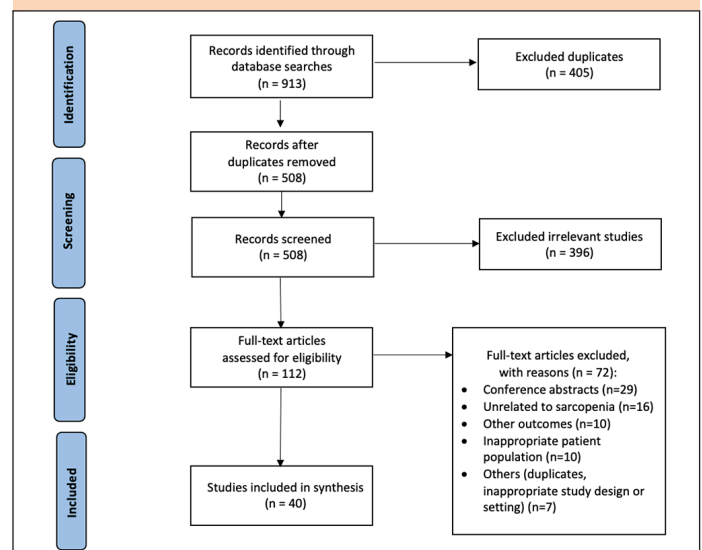 Identification
Records identified through
database searches
(n = 913)
Excluded duplicates
(n = 405)
Records after
duplicates removed
(n = 508)
Screening
Records screened
(n = 508)
Excluded irrelevant studies
(n = 396)
Eligibility
Full-text articles
assessed for eligibility
(n = 112)
Full-text articles excluded,
with reasons (n = 72):
• Conference abstracts (n=29)
• Unrelated to sarcopenia (n=16)
• Other outcomes (n=10)
• Inappropriate patient
population (n=10)
• Others (duplicates,
inappropriate study design or
setting) (n=7)
Included
Studies included in synthesis
(n = 40)